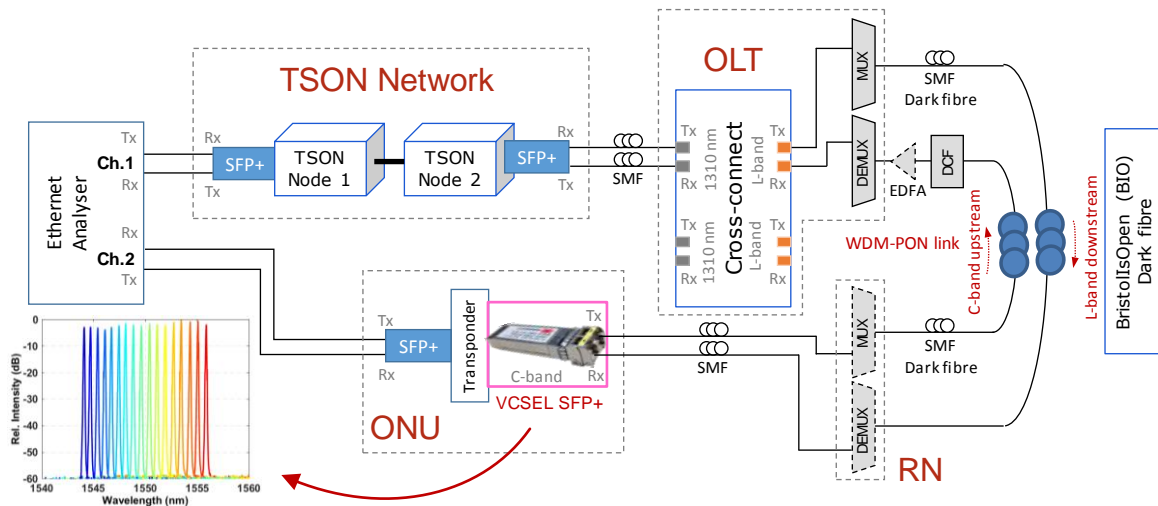 TSON Network
OLT
MUX
SMF
Dark fibre
Ethernet
Analyser
Tx
Ch.1
Rx
Rx
Ch.2
Tx
Rx
SFP+
Tx
TSON
Node 1
TSON
Node 2
Rx
SFP+
Tx
SMF
Cross-connect
Tx
1310 nm
Rx
Tx
L-band
Rx
Tx
1310 nm
Rx
Tx
L-band
Rx
DEMUX
EDFA
DCF
WDM-PON link
C-band upstream
L-band downstream
BristolIsOpen (BIO)
Dark fibre
Tx
SFP+
Rx
Transponder
Tx
C-band
Rx
VCSEL SFP+
ONU
SMF
MUX
SMF
Dark fibre
DEMUX
RN
Rel. Intensity (dB)
0
-10
-20
-30
-40
-50
-60
1540
1545
1550
1555
1560
Wavelength (nm)